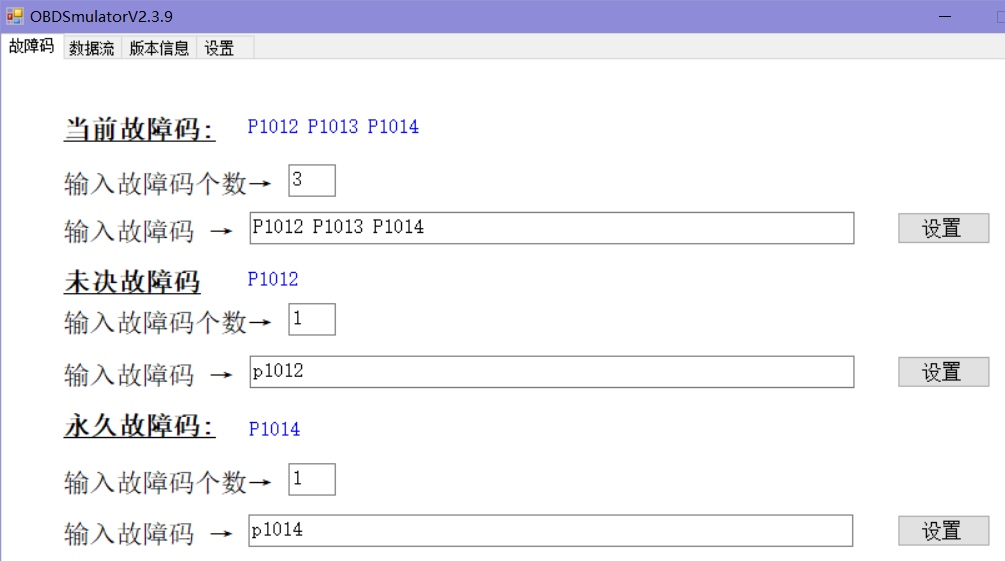 OBDSmulatorV2.3.9
故障码 数据流 版本信息 设置
当前故障码: P1012 P1013 P1014
输入故障码个数→ 3
输入故障码 → P1012 P1013 P1014 设置
未决故障码 P1012
输入故障码个数→ 1
输入故障码 → p1012 设置
永久故障码: P1014
输入故障码个数→ 1
输入故障码 → p1014 设置